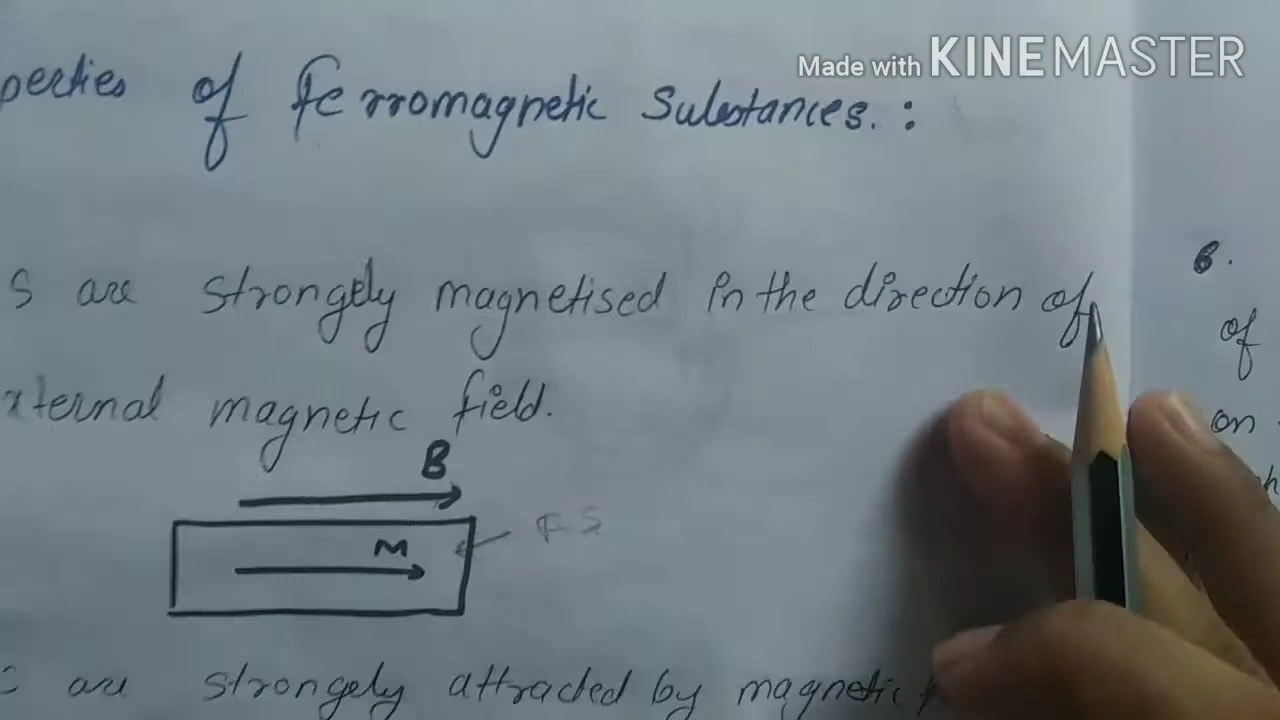 Made with KINEMASTER
perties of ferromagnetic Substances. :
s are strongely magnetised in the direction of
xternal magnetic field.
B
M
F.S
are strongely attracted by magnetic
6.
of
on